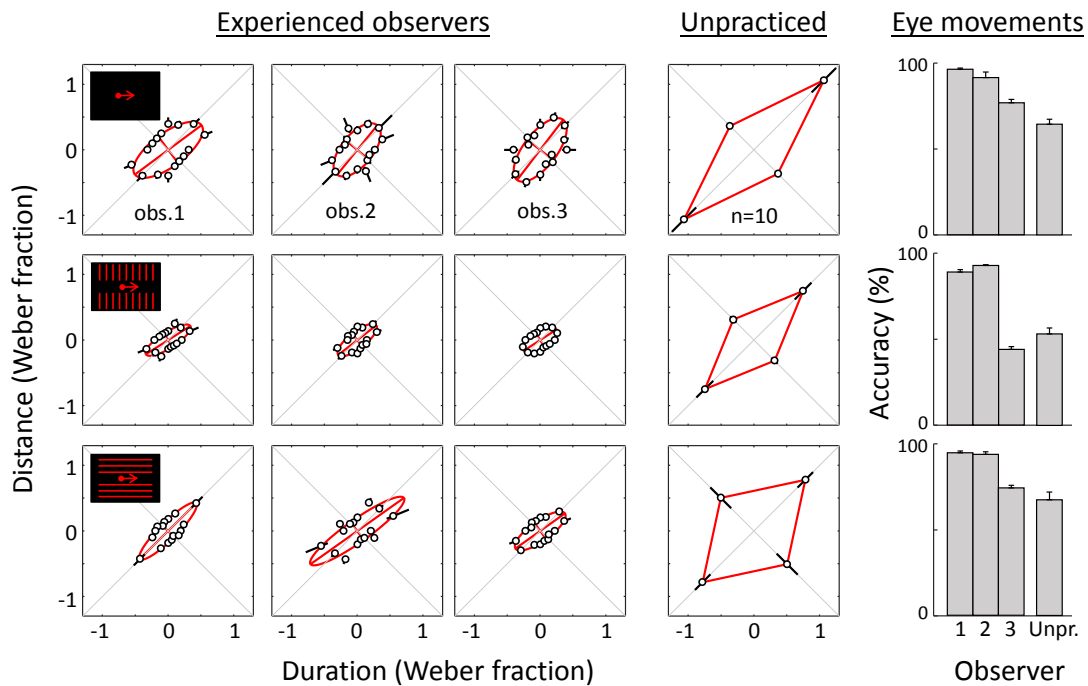 Experienced observers
Unpracticed
Eye movements
Distance (Weber fraction)
1
0
-1
obs.1
obs.2
obs.3
n=10
100
0
1
0
-1
100
0
Accuracy (%)
1
0
-1
100
0
-1 0 1
-1 0 1
-1 0 1
-1 0 1
1 2 3 Unpr.
Duration (Weber fraction)
Observer